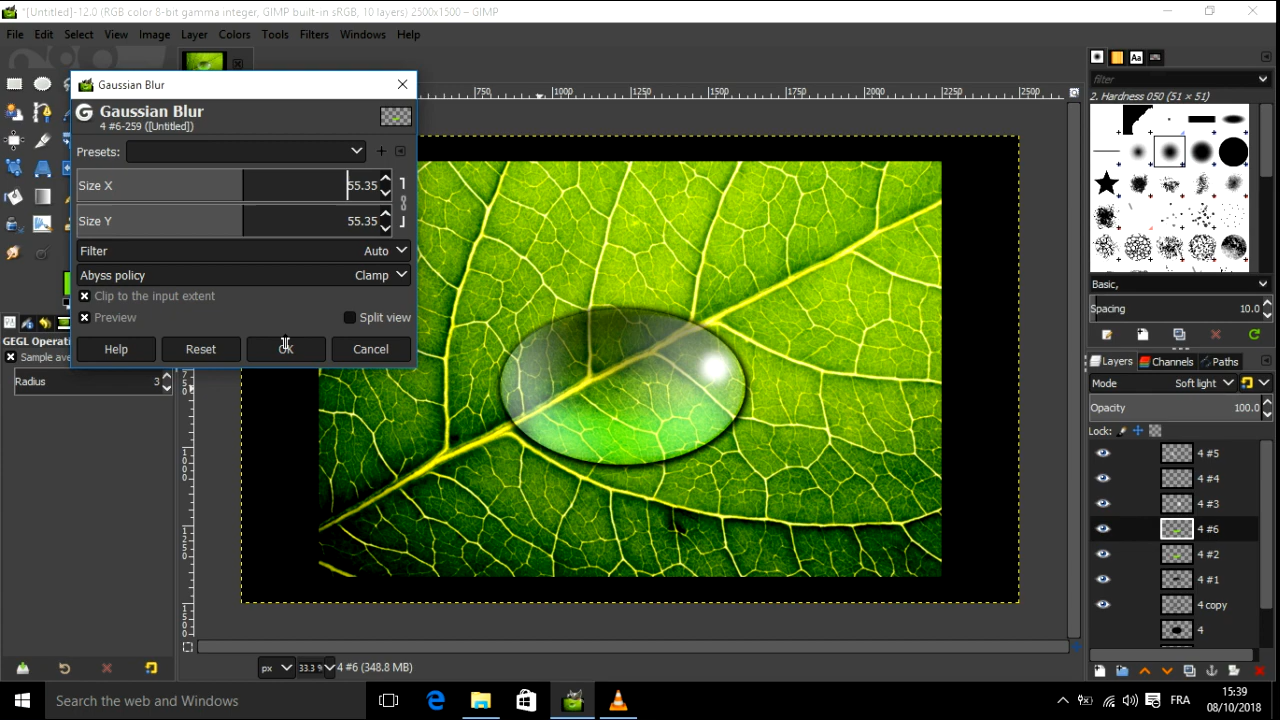 *[Untitled]-12.0 (RGB color 8-bit gamma integer, GIMP built-in sRGB, 10 layers) 2500x1500 – GIMP
File Edit Select View Image Layer Colors Tools Filters Windows Help
Gaussian Blur
Gaussian Blur
4 #6-259 ([Untitled])
Presets:
Size X 55.35
Size Y 55.35
Filter Auto
Abyss policy Clamp
Clip to the input extent
Preview Split view
Help Reset OK Cancel
GEGL Operati
Sample ave
Radius 3
750 1000 1250 1500 1750 2000 2250 2500
750
1000
1250
1500
filter
2. Hardness 050 (51 × 51)
Basic,
Spacing 10.0
Layers Channels Paths
Mode Soft light
Opacity 100.0
Lock:
4 #5
4 #4
4 #3
4 #6
4 #2
4 #1
4 copy
4
px 33.3 % 4 #6 (348.8 MB)
Search the web and Windows
FRA
15:39
08/10/2018